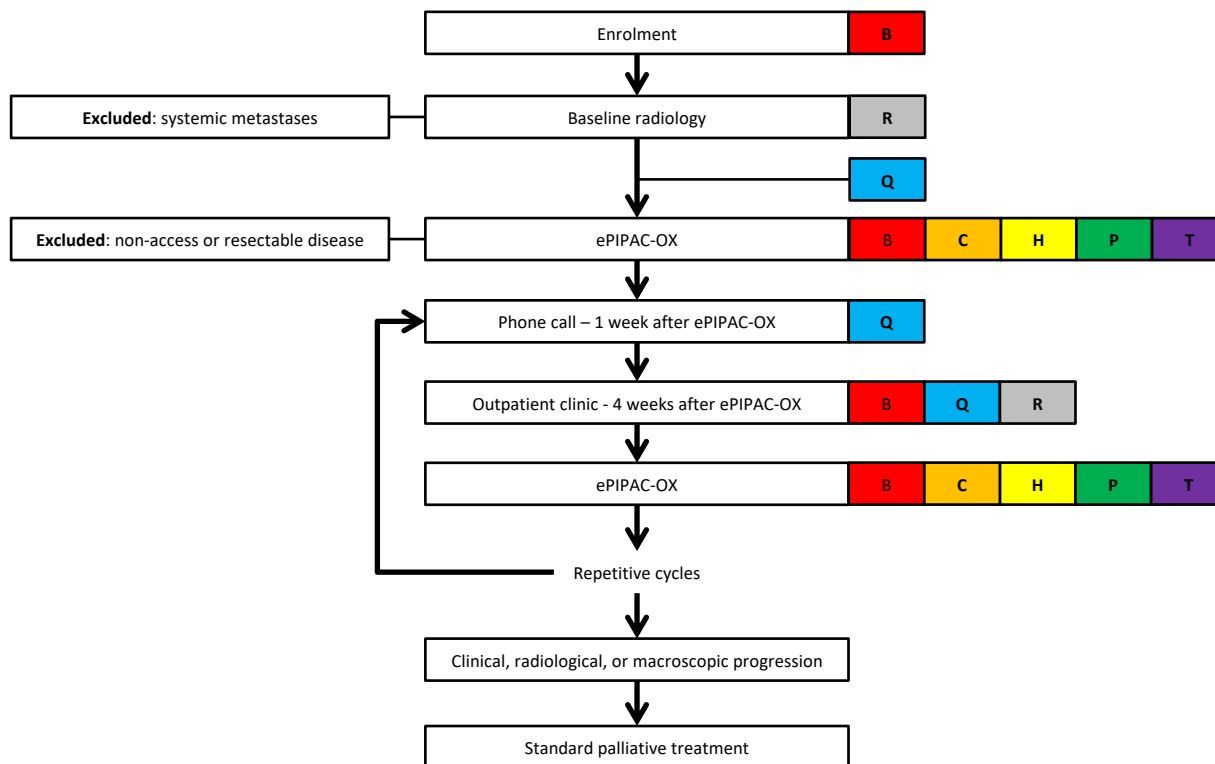 Enrolment B
Excluded: systemic metastases Baseline radiology R
Q
Excluded: non-access or resectable disease ePIPAC-OX B C H P T
Phone call – 1 week after ePIPAC-OX Q
Outpatient clinic - 4 weeks after ePIPAC-OX B Q R
ePIPAC-OX B C H P T
Repetitive cycles
Clinical, radiological, or macroscopic progression
Standard palliative treatment